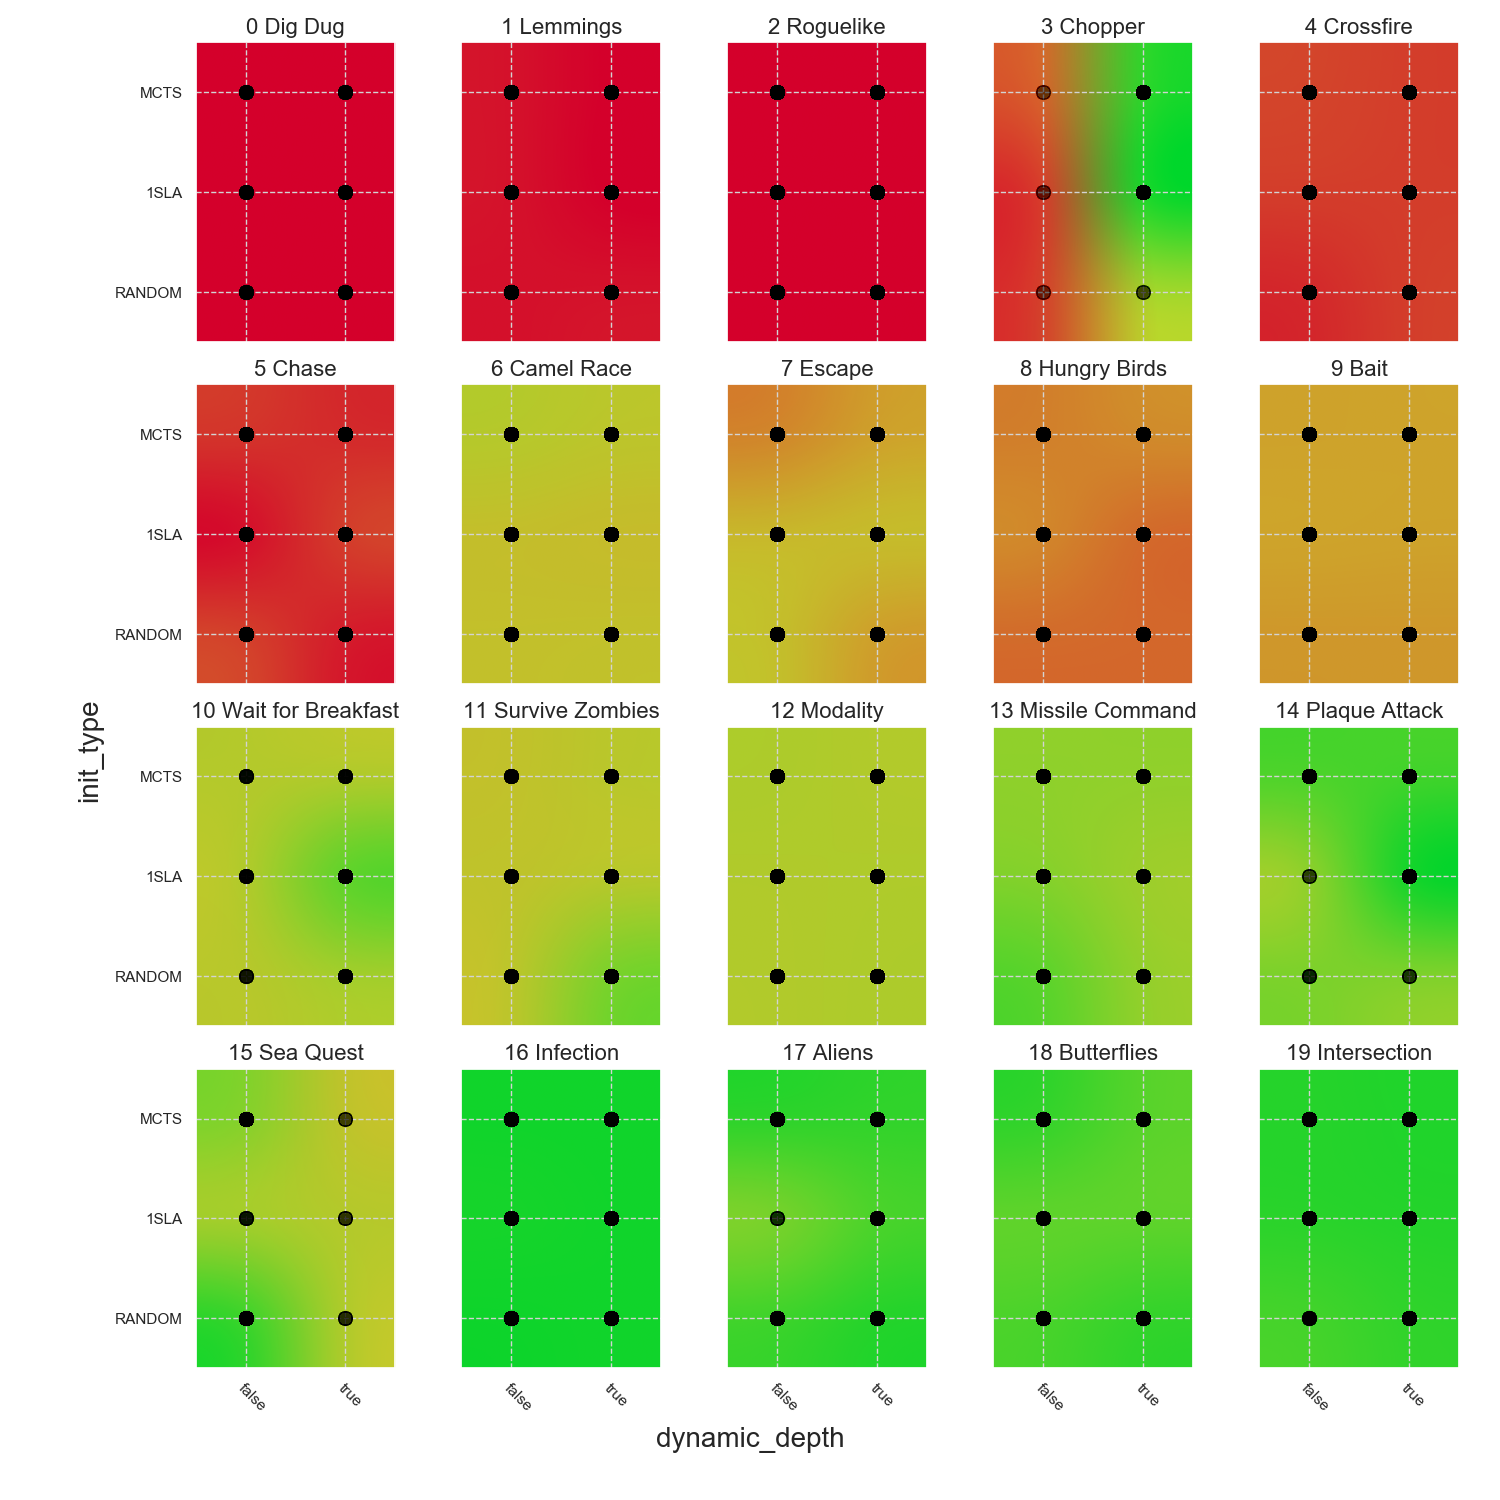 0 Dig Dug
1 Lemmings
2 Roguelike
3 Chopper
4 Crossfire
MCTS
1SLA
RANDOM
5 Chase
6 Camel Race
7 Escape
8 Hungry Birds
9 Bait
MCTS
1SLA
RANDOM
init_type
10 Wait for Breakfast
11 Survive Zombies
12 Modality
13 Missile Command
14 Plaque Attack
MCTS
1SLA
RANDOM
15 Sea Quest
16 Infection
17 Aliens
18 Butterflies
19 Intersection
MCTS
1SLA
RANDOM
false
true
false
true
false
true
false
true
false
true
dynamic_depth